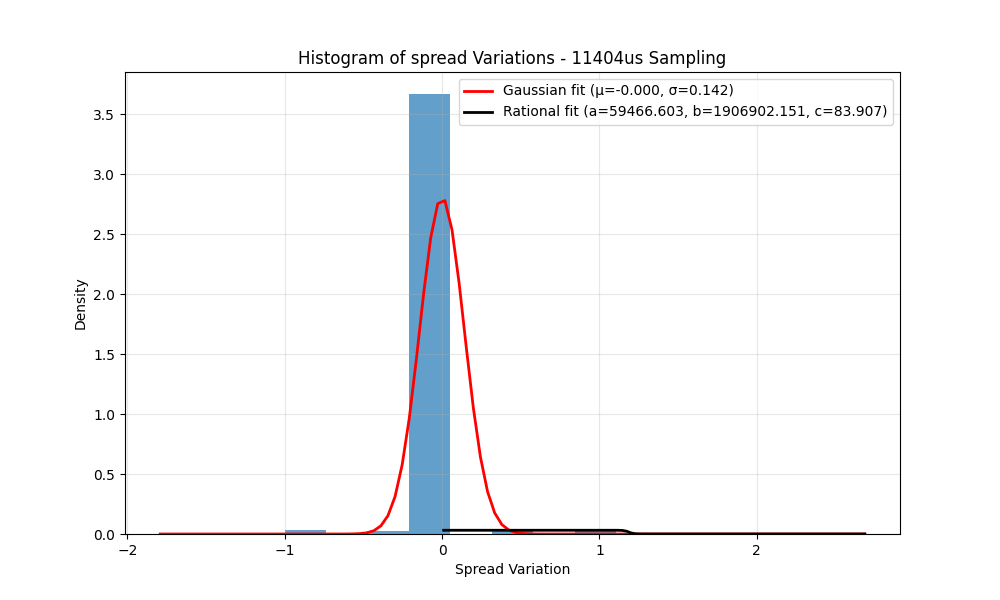 Histogram of spread Variations - 11404us Sampling
Gaussian fit (μ=-0.000, σ=0.142)
Rational fit (a=59466.603, b=1906902.151, c=83.907)
Density
3.5
3.0
2.5
2.0
1.5
1.0
0.5
0.0
−2
−1
0
1
2
Spread Variation